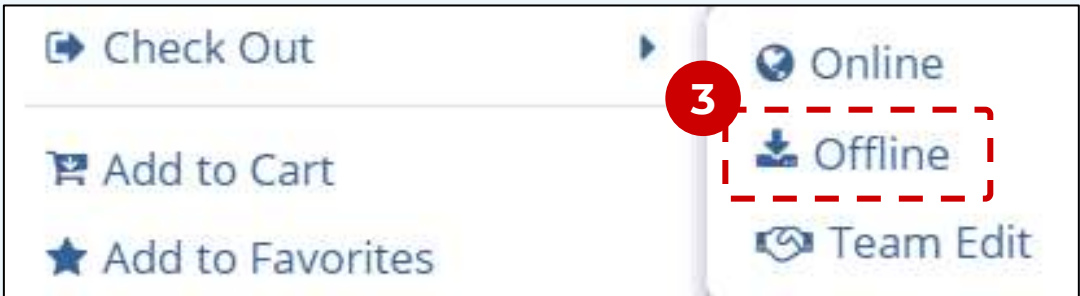 Check Out
Add to Cart
Add to Favorites
3
Online
Offline
Team Edit